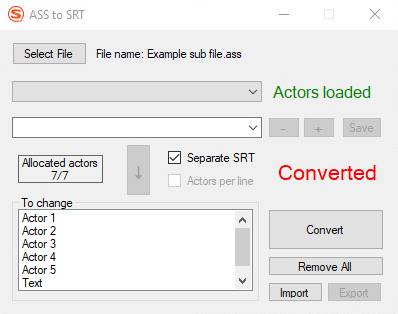 ASS to SRT
Select File
File name: Example sub file.ass
Actors loaded
-
+
Save
Allocated actors
7/7
↓
Separate SRT
Actors per line
Converted
To change
Actor 1
Actor 2
Actor 3
Actor 4
Actor 5
Text
Convert
Remove All
Import
Export